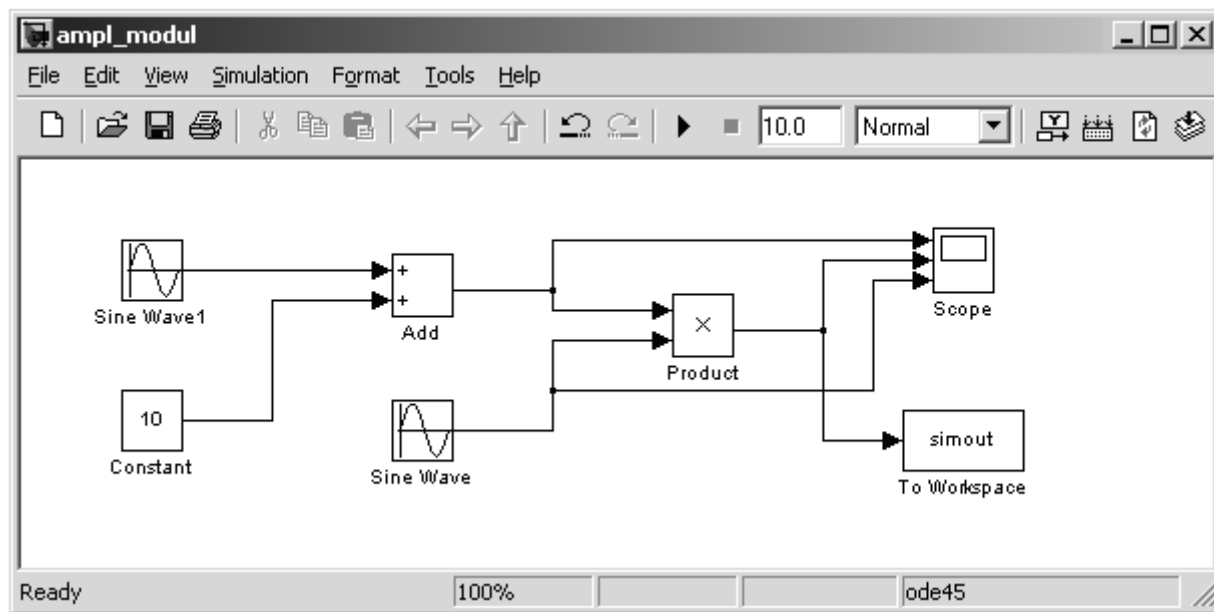 ampl_modul
File Edit View Simulation Format Tools Help
10.0 Normal
Sine Wave1
+
+
Add
Scope
×
Product
10
Constant
Sine Wave
simout
To Workspace
Ready 100% ode45